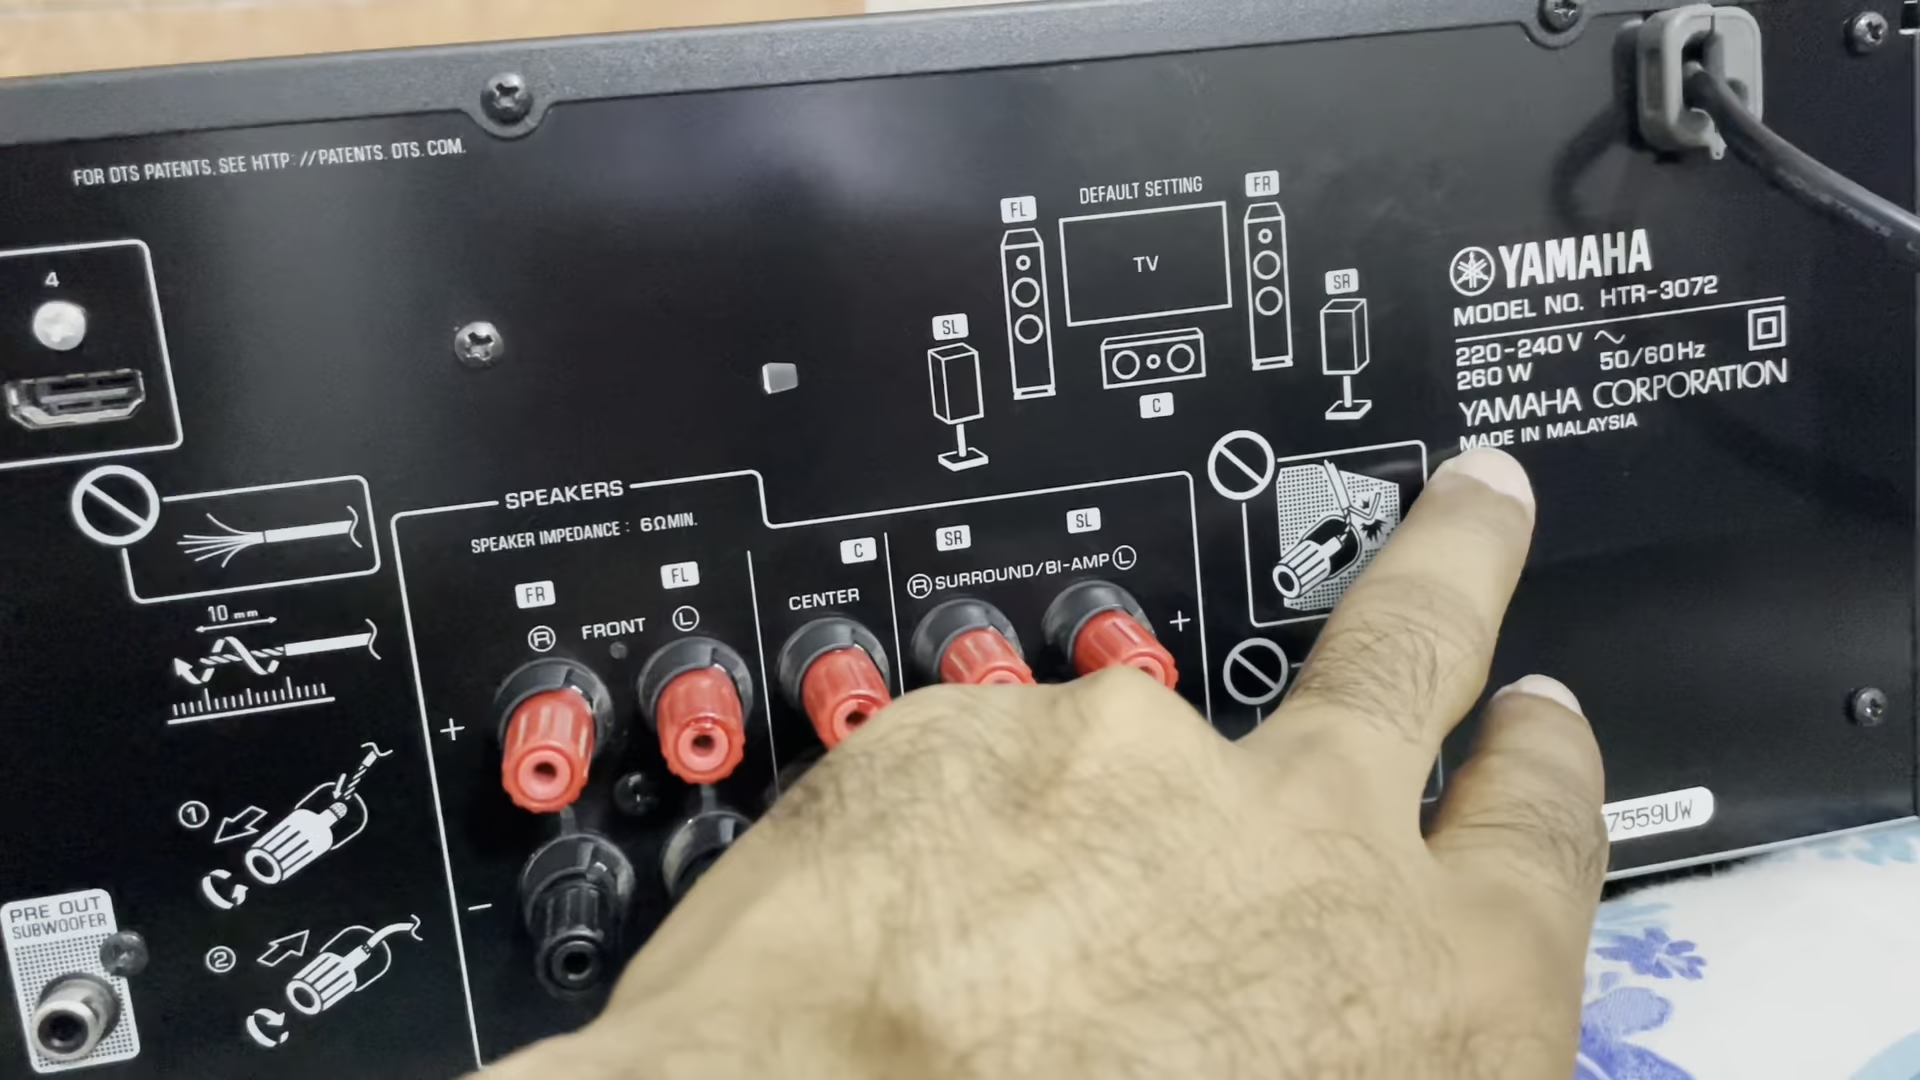 FOR DTS PATENTS, SEE HTTP://PATENTS.DTS.COM.
4
DEFAULT SETTING
FL
FR
TV
SL
SR
C
YAMAHA
MODEL NO. HTR-3072
220-240V ~ 50/60Hz
260W
YAMAHA CORPORATION
MADE IN MALAYSIA
SPEAKERS
SPEAKER IMPEDANCE : 6ΩMIN.
FR
FL
C
SR
SL
R FRONT L
CENTER
R SURROUND/BI-AMP L
+
+
-
10 mm
1
2
PRE OUT
SUBWOOFER
7559UW